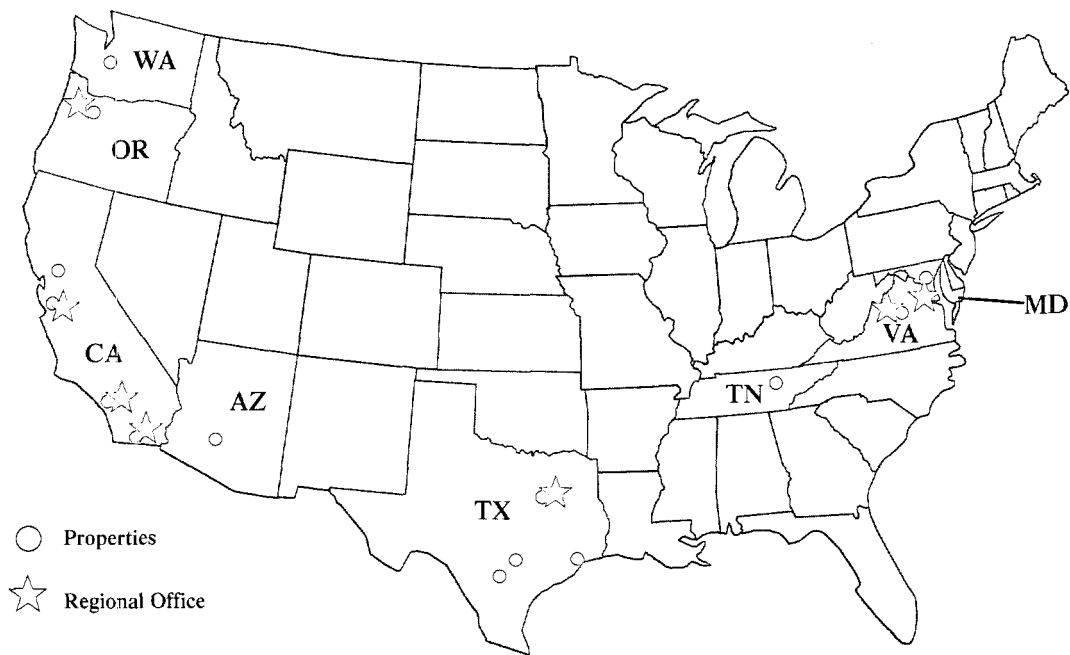 WA
OR
MD
VA
CA
TN
AZ
TX
Properties
Regional Office